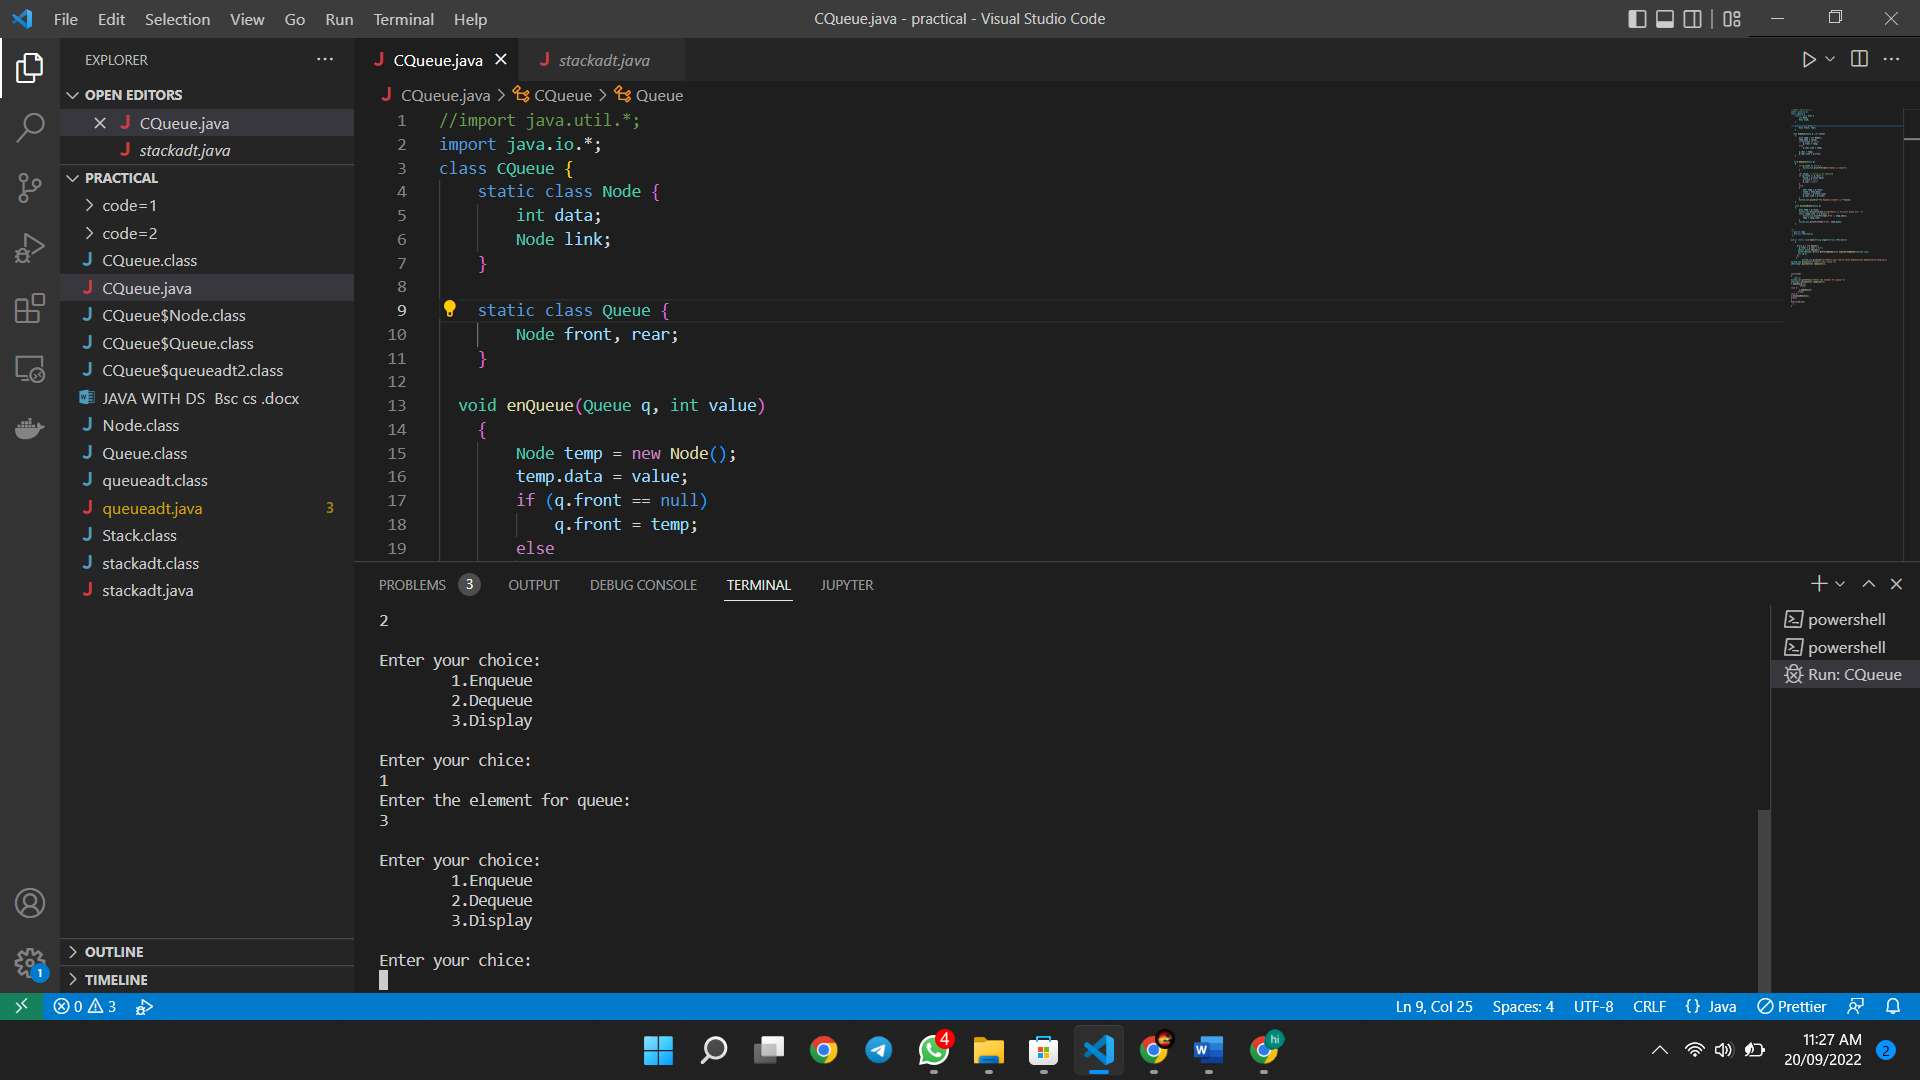 File Edit Selection View Go Run Terminal Help
CQueue.java - practical - Visual Studio Code
EXPLORER
OPEN EDITORS
CQueue.java
stackadt.java
PRACTICAL
code=1
code=2
CQueue.class
CQueue.java
CQueue$Node.class
CQueue$Queue.class
CQueue$queueadt2.class
JAVA WITH DS Bsc cs .docx
Node.class
Queue.class
queueadt.class
queueadt.java 3
Stack.class
stackadt.class
stackadt.java
OUTLINE
TIMELINE
CQueue.java stackadt.java
CQueue.java > CQueue > Queue
1 //import java.util.*;
2 import java.io.*;
3 class CQueue {
4 static class Node {
5 int data;
6 Node link;
7 }
8
9 static class Queue {
10 Node front, rear;
11 }
12
13 void enQueue(Queue q, int value)
14 {
15 Node temp = new Node();
16 temp.data = value;
17 if (q.front == null)
18 q.front = temp;
19 else
PROBLEMS 3 OUTPUT DEBUG CONSOLE TERMINAL JUPYTER
2
Enter your choice:
1.Enqueue
2.Dequeue
3.Display
Enter your chice:
1
Enter the element for queue:
3
Enter your choice:
1.Enqueue
2.Dequeue
3.Display
Enter your chice:
powershell
powershell
Run: CQueue
1
0 3
Ln 9, Col 25 Spaces: 4 UTF-8 CRLF {} Java Prettier
4
hi
11:27 AM
20/09/2022
2